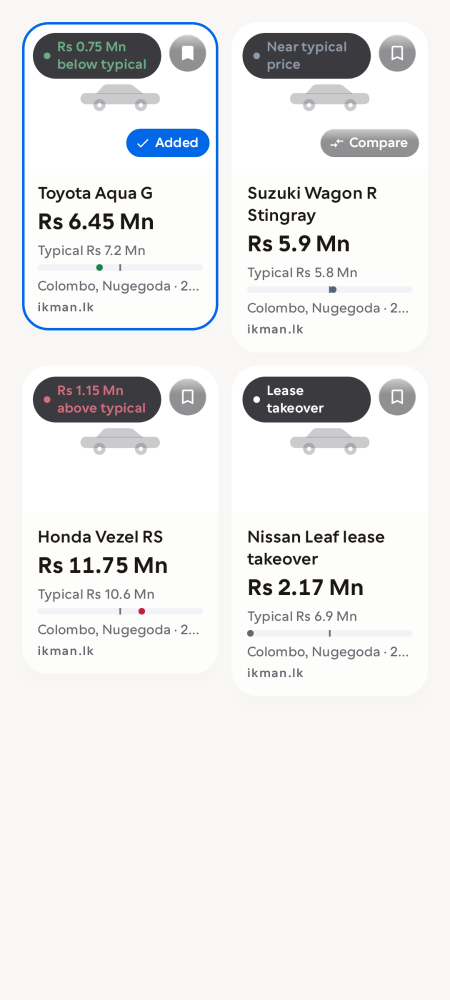 Rs 0.75 Mn
below typical
Added
Toyota Aqua G
Rs 6.45 Mn
Typical Rs 7.2 Mn
Colombo, Nugegoda · 2...
ikman.lk
Near typical
price
Compare
Suzuki Wagon R
Stingray
Rs 5.9 Mn
Typical Rs 5.8 Mn
Colombo, Nugegoda · 2...
ikman.lk
Rs 1.15 Mn
above typical
Honda Vezel RS
Rs 11.75 Mn
Typical Rs 10.6 Mn
Colombo, Nugegoda · 2...
ikman.lk
Lease
takeover
Nissan Leaf lease
takeover
Rs 2.17 Mn
Typical Rs 6.9 Mn
Colombo, Nugegoda · 2...
ikman.lk